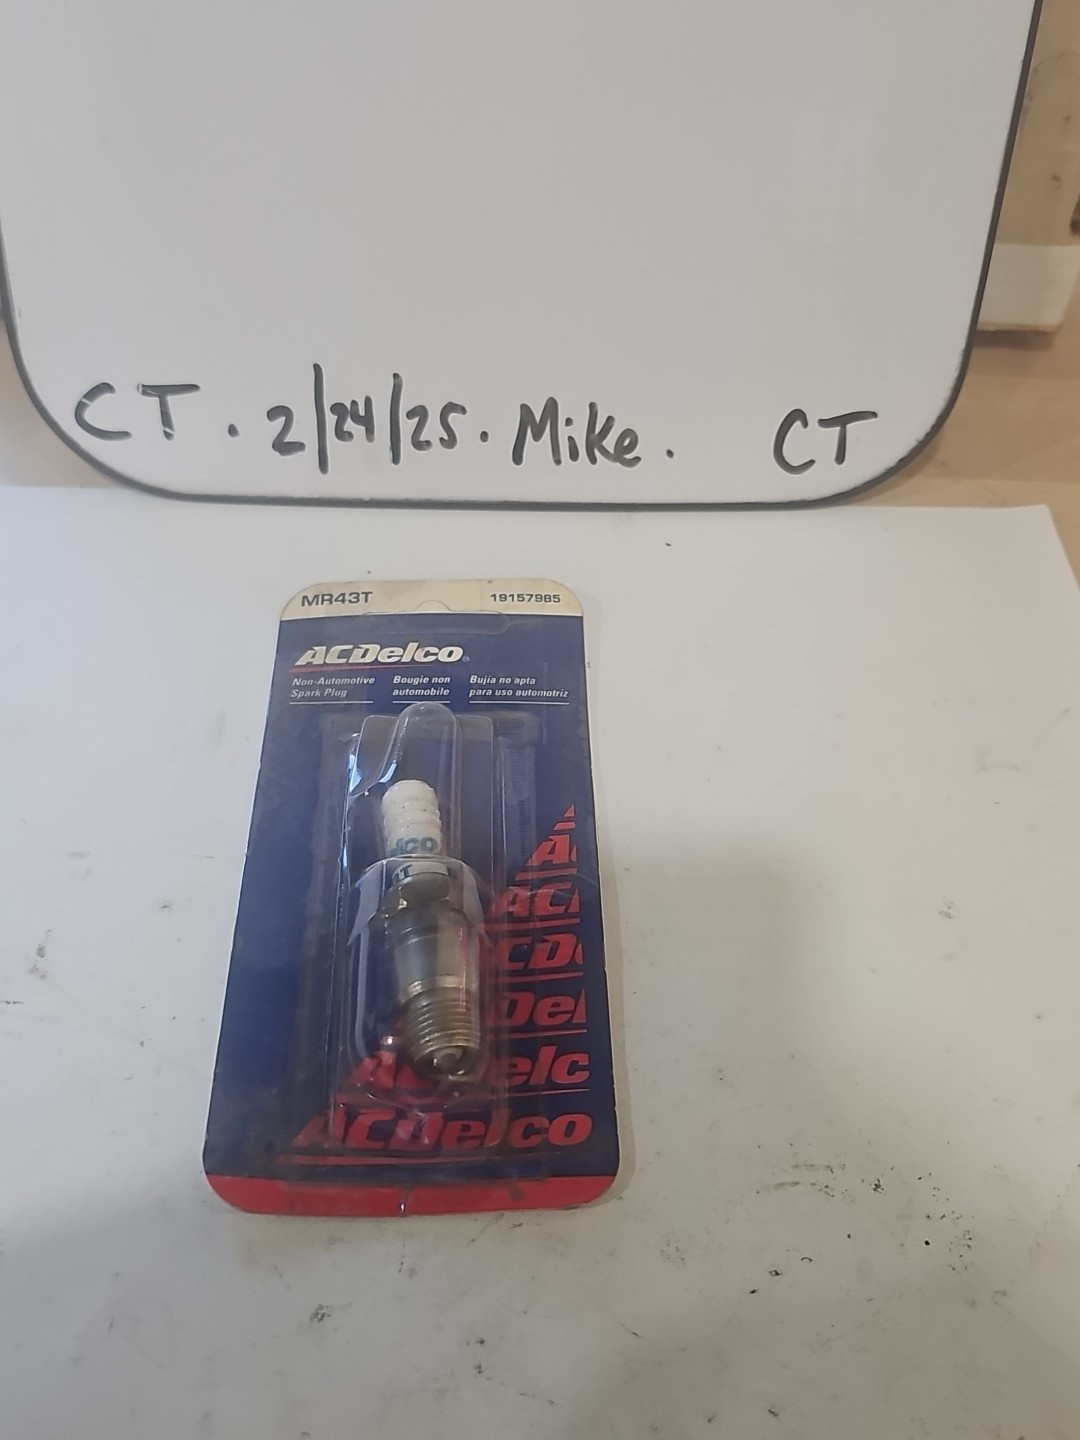 CT . 2/24/25 . Mike . CT
MR43T 19157985
ACDelco
Non-Automotive Bougie non Bujía no apta
Spark Plug automobile para uso automotriz
ACDelco